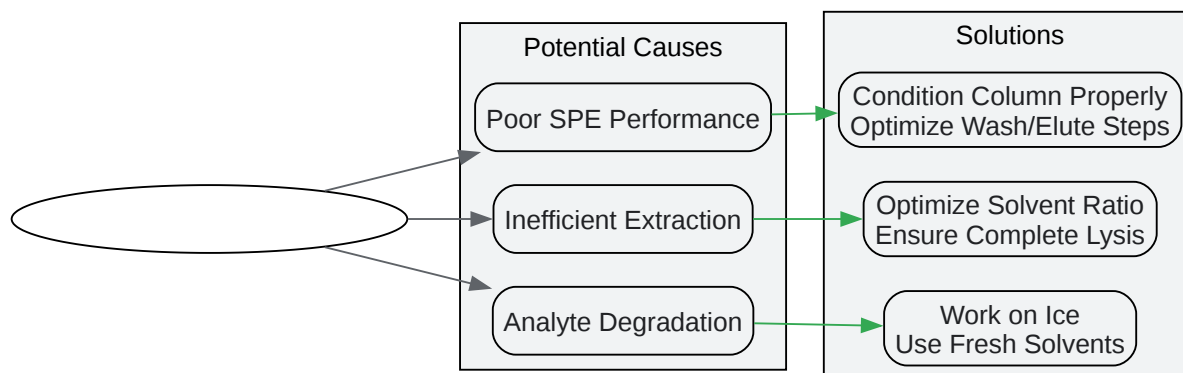 Potential Causes
Poor SPE Performance
Inefficient Extraction
Analyte Degradation
Solutions
Condition Column Properly
Optimize Wash/Elute Steps
Optimize Solvent Ratio
Ensure Complete Lysis
Work on Ice
Use Fresh Solvents